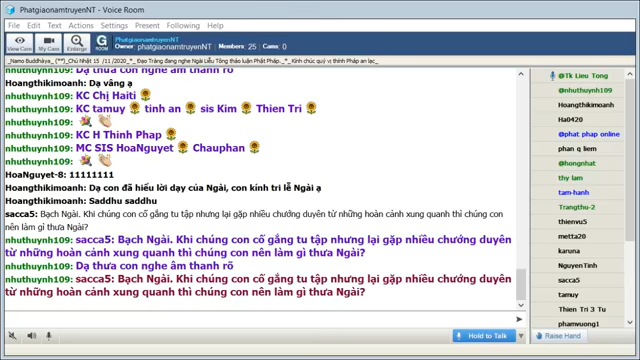 PhatgiaonamtruyenNT - Voice Room
File Edit Text Actions Settings Present Following Help
View Cam
My Cam
Enlarge
G
ROOM
PhatgiaonamtruyenNT
Owner: phatgiaonamtruyenNT Members: 25 Cams: 0
_Namo Buddhàya_* _Chú Nhật 15 /11 /2020_* _Đạo Tràng đang nghe Ngài Liễu Tông thảo luận Phật Pháp._*_Kính chúc quý vị thính Pháp an lạc_
nhuthuynh109: Dạ thưa con nghe âm thanh rõ
Hoangthikimoanh: Dạ vâng ạ
nhuthuynh109: KC Chị Haiti
nhuthuynh109: KC tamuy tinh an sis Kim Thien Tri
nhuthuynh109:
nhuthuynh109: KC H Thinh Phap
nhuthuynh109: MC SIS HoaNguyet Chauphan
nhuthuynh109:
HoaNguyet-8: 11111111
Hoangthikimoanh: Dạ con đã hiểu lời dạy của Ngài, con kính tri lễ Ngài ạ
Hoangthikimoanh: Saddhu saddhu
sacca5: Bạch Ngài. Khi chúng con cố gắng tu tập nhưng lại gặp nhiều chướng duyên từ những hoàn cảnh xung quanh thì chúng con
nên làm gì thưa Ngài?
nhuthuynh109: sacca5: Bạch Ngài. Khi chúng con cố gắng tu tập nhưng lại gặp nhiều chướng duyên
từ những hoàn cảnh xung quanh thì chúng con nên làm gì thưa Ngài?
nhuthuynh109: Dạ thưa con nghe âm thanh rõ
nhuthuynh109: sacca5: Bạch Ngài. Khi chúng con cố gắng tu tập nhưng lại gặp nhiều chướng duyên
từ những hoàn cảnh xung quanh thì chúng con nên làm gì thưa Ngài?
@Tk Lieu Tong
@nhuthuynh109
Hoangthikimoanh
Ha0420
@phat phap online
phan q liem
@hongnhat
thy lam
tam-hanh
Trangthu-2
thienvu5
metta20
karuna
NguyenTinh
sacca5
tamuy
Thien Tri 3 Tu
phamvuong1
Hold to Talk
Raise Hand